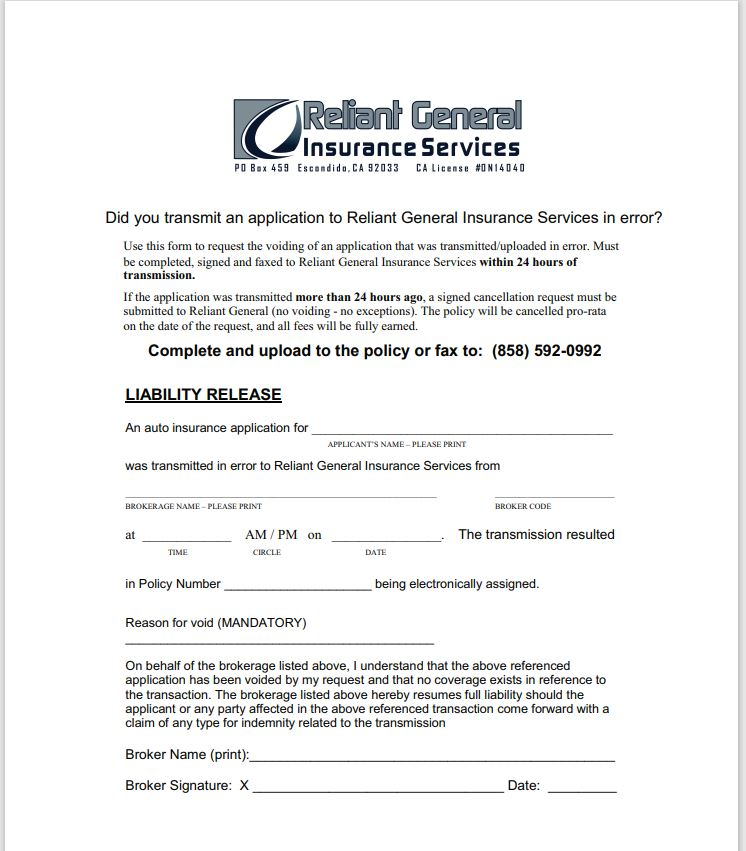 Reliant General
Insurance Services
PO Box 459 Escondido, CA 92033 CA License #0N14040
Did you transmit an application to Reliant General Insurance Services in error?
Use this form to request the voiding of an application that was transmitted/uploaded in error. Must
be completed, signed and faxed to Reliant General Insurance Services within 24 hours of
transmission.
If the application was transmitted more than 24 hours ago, a signed cancellation request must be
submitted to Reliant General (no voiding - no exceptions). The policy will be cancelled pro-rata
on the date of the request, and all fees will be fully earned.
Complete and upload to the policy or fax to: (858) 592-0992
LIABILITY RELEASE
An auto insurance application for ____________________
APPLICANT'S NAME – PLEASE PRINT
was transmitted in error to Reliant General Insurance Services from
____________________ __________
BROKERAGE NAME – PLEASE PRINT BROKER CODE
at ____________ AM / PM on _______________. The transmission resulted
TIME CIRCLE DATE
in Policy Number ____________________ being electronically assigned.
Reason for void (MANDATORY)
____________________
On behalf of the brokerage listed above, I understand that the above referenced
application has been voided by my request and that no coverage exists in reference to
the transaction. The brokerage listed above hereby resumes full liability should the
applicant or any party affected in the above referenced transaction come forward with a
claim of any type for indemnity related to the transmission
Broker Name (print):____________________
Broker Signature: X ____________________ Date: _________